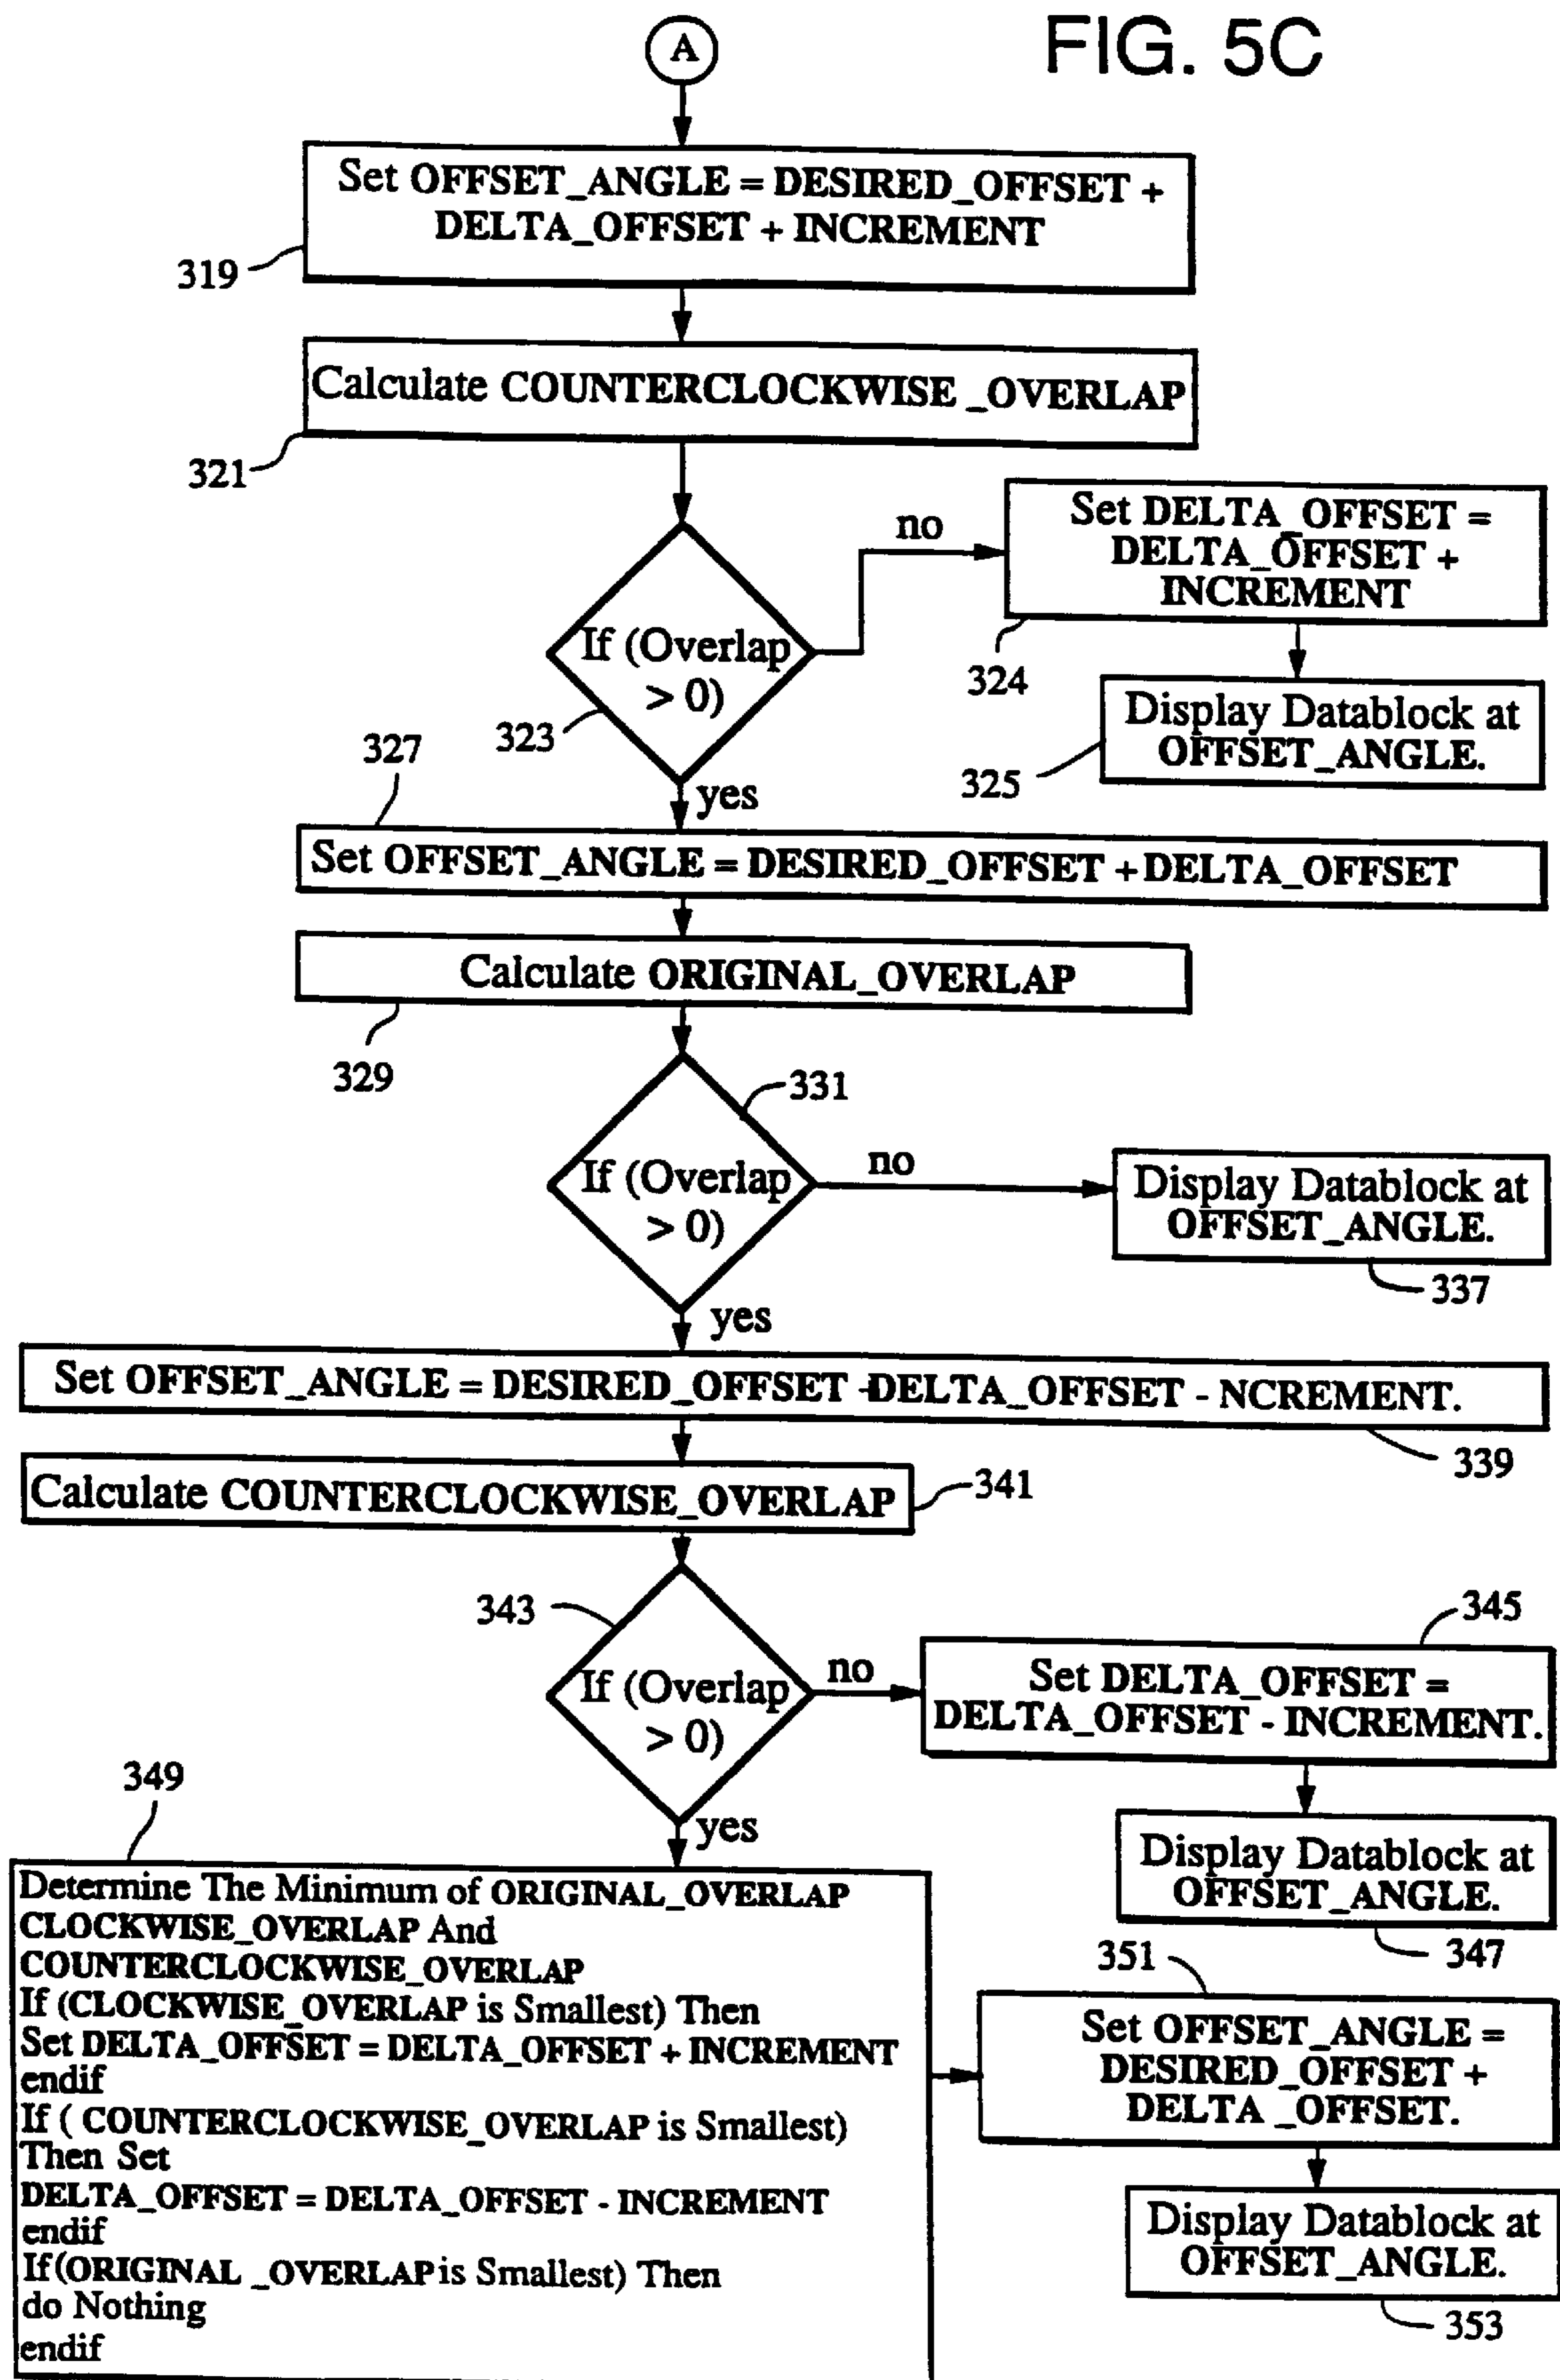 FIG. 5C
A
Set OFFSET_ANGLE = DESIRED_OFFSET +
DELTA_OFFSET + INCREMENT
319
Calculate COUNTERCLOCKWISE _OVERLAP
321
no
Set DELTA_OFFSET =
DELTA_OFFSET +
INCREMENT
324
If (Overlap
> 0)
323
Display Datablock at
OFFSET_ANGLE.
325
327
yes
Set OFFSET_ANGLE = DESIRED_OFFSET +DELTA_OFFSET
Calculate ORIGINAL_OVERLAP
329
331
If (Overlap
> 0)
no
Display Datablock at
OFFSET_ANGLE.
337
yes
Set OFFSET_ANGLE = DESIRED_OFFSET -DELTA_OFFSET - NCREMENT.
339
Calculate COUNTERCLOCKWISE_OVERLAP
341
343
If (Overlap
> 0)
no
345
Set DELTA_OFFSET =
DELTA_OFFSET - INCREMENT.
yes
Display Datablock at
OFFSET_ANGLE.
347
349
Determine The Minimum of ORIGINAL_OVERLAP
CLOCKWISE_OVERLAP And
COUNTERCLOCKWISE_OVERLAP
If (CLOCKWISE_OVERLAP is Smallest) Then
Set DELTA_OFFSET = DELTA_OFFSET + INCREMENT
endif
If ( COUNTERCLOCKWISE_OVERLAP is Smallest)
Then Set
DELTA_OFFSET = DELTA_OFFSET - INCREMENT
endif
If (ORIGINAL _OVERLAP is Smallest) Then
do Nothing
endif
351
Set OFFSET_ANGLE =
DESIRED_OFFSET +
DELTA _OFFSET.
Display Datablock at
OFFSET_ANGLE.
353